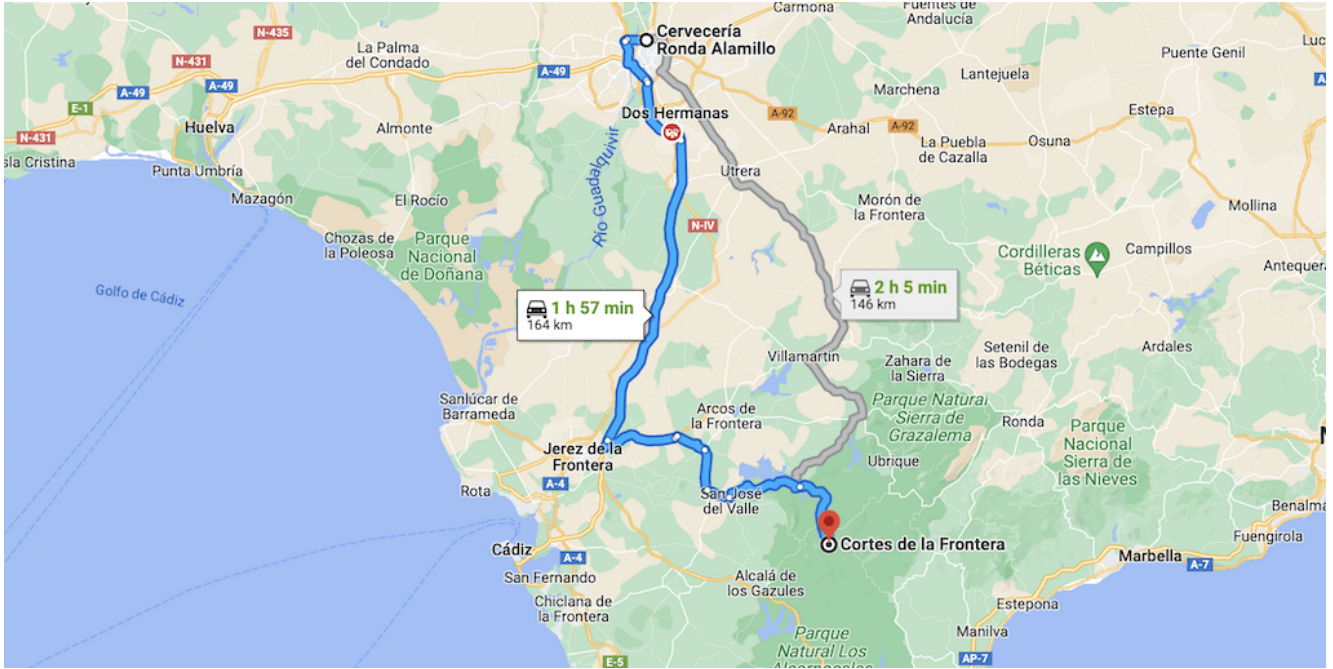 Carmona
Fuentes de
Andalucía
N-435
Cervecería
Ronda Alamillo
La Palma
del Condado
N-431
A-49
A-49
A-49
E-1
N-431
Huelva
Puente Genil
Lantejuela
Marchena
Estepa
Dos Hermanas
A-92
Arahal
A-92
La Puebla
de Cazalla
Osuna
Almonte
sla Cristina
Punta Umbría
Mazagón
El Rocío
Río Guadalquivir
Utrera
Morón de
la Frontera
Mollina
N-IV
Chozas de
la Poleosa
Parque
Nacional
de Doñana
Cordilleras
Béticas
Campillos
Antequera
Golfo de Cádiz
1 h 57 min
164 km
2 h 5 min
146 km
Villamartin
Zahara de
la Sierra
Setenil de
las Bodegas
Ardales
Sanlúcar de
Barrameda
Arcos de
la Frontera
Parque Natural
Sierra de
Grazalema
Ronda
Parque
Nacional
Sierra de
las Nieves
Jerez de la
Frontera
Ubrique
A-4
Rota
San José
del Valle
Benalm
Fuengirola
Cortes de la Frontera
Cádiz
A-4
Marbella
A-7
San Fernando
Alcalá de
los Gazules
Chiclana de
la Frontera
Estepona
Manilva
Parque
Natural Los
E-5
AP-7